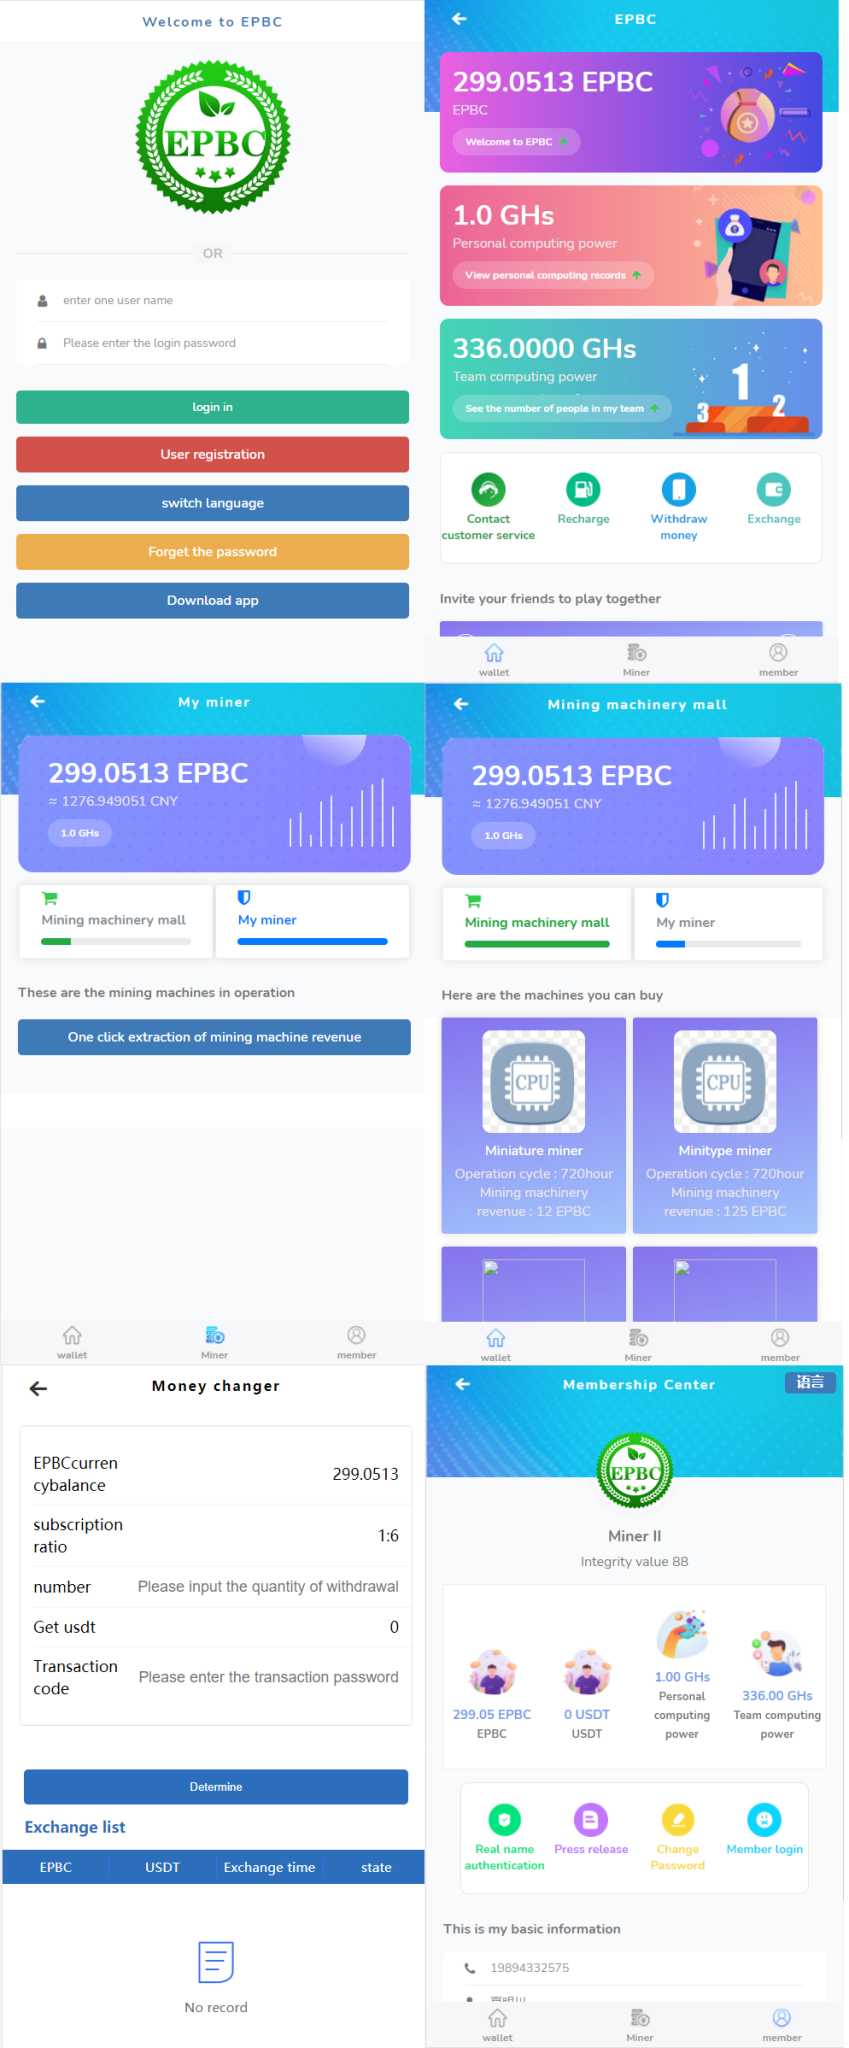 Welcome to EPBC
EPBC
OR
enter one user name
Please enter the login password
login in
User registration
switch language
Forget the password
Download app
EPBC
299.0513 EPBC
EPBC
Welcome to EPBC
1.0 GHs
Personal computing power
View personal computing records
336.0000 GHs
Team computing power
See the number of people in my team
1
2
3
Contact
customer service
Recharge
Withdraw
money
Exchange
Invite your friends to play together
wallet
Miner
member
My miner
299.0513 EPBC
≈ 1276.949051 CNY
1.0 GHs
Mining machinery mall
My miner
These are the mining machines in operation
One click extraction of mining machine revenue
wallet
Miner
member
Mining machinery mall
299.0513 EPBC
≈ 1276.949051 CNY
1.0 GHs
Mining machinery mall
My miner
Here are the machines you can buy
CPU
Miniature miner
Operation cycle : 720hour
Mining machinery
revenue : 12 EPBC
CPU
Minitype miner
Operation cycle : 720hour
Mining machinery
revenue : 125 EPBC
wallet
Miner
member
Money changer
EPBCcurren
cybalance
299.0513
subscription
ratio
1:6
number
Please input the quantity of withdrawal
Get usdt
0
Transaction
code
Please enter the transaction password
Determine
Exchange list
EPBC
USDT
Exchange time
state
No record
Membership Center
语言
EPBC
Miner II
Integrity value 88
299.05 EPBC
EPBC
0 USDT
USDT
1.00 GHs
Personal
computing
power
336.00 GHs
Team computing
power
Real name
authentication
Press release
Change
Password
Member login
This is my basic information
19894332575
wallet
Miner
member